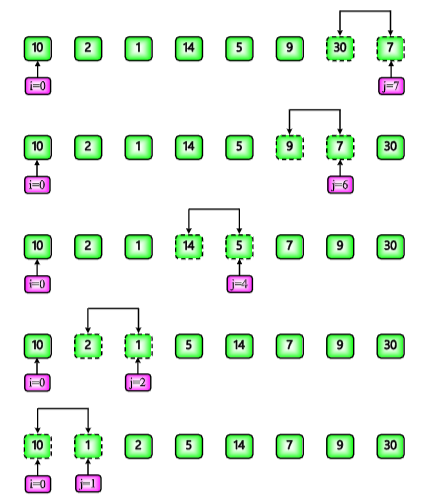 10 2 1 14 5 9 30 7
i=0 j=7
10 2 1 14 5 9 7 30
i=0 j=6
10 2 1 14 5 7 9 30
i=0 j=4
10 2 1 5 14 7 9 30
i=0 j=2
10 1 2 5 14 7 9 30
i=0 j=1